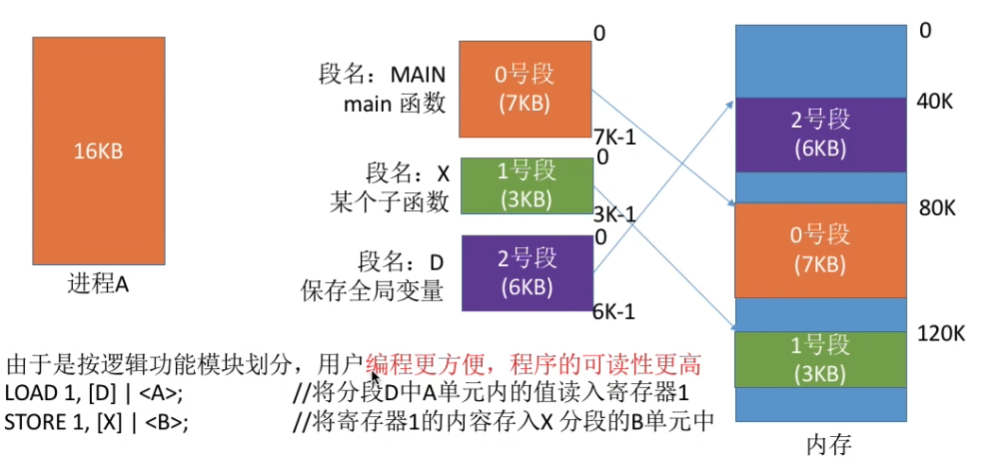 16KB
进程A
段名：MAIN
main 函数
0号段
(7KB)
0
7K-1
段名：X
某个子函数
1号段
(3KB)
0
3K-1
段名：D
保存全局变量
2号段
(6KB)
0
6K-1
0
40K
2号段
(6KB)
80K
0号段
(7KB)
120K
1号段
(3KB)
内存
由于是按逻辑功能模块划分，用户编程更方便，程序的可读性更高
LOAD 1, [D] | <A>; //将分段D中A单元内的值读入寄存器1
STORE 1, [X] | <B>; //将寄存器1的内容存入X 分段的B单元中